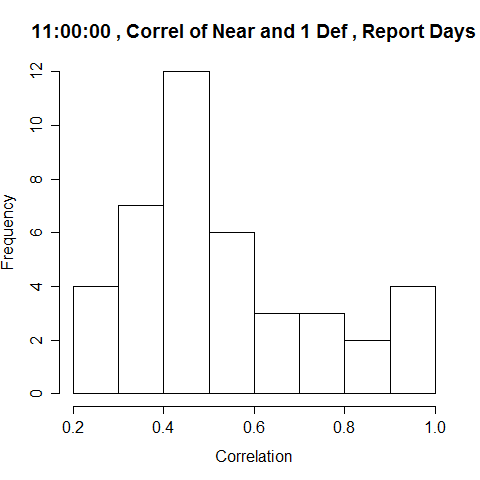 11:00:00 , Correl of Near and 1 Def , Report Days
12
10
8
6
4
2
0
Frequency
0.2 0.4 0.6 0.8 1.0
Correlation